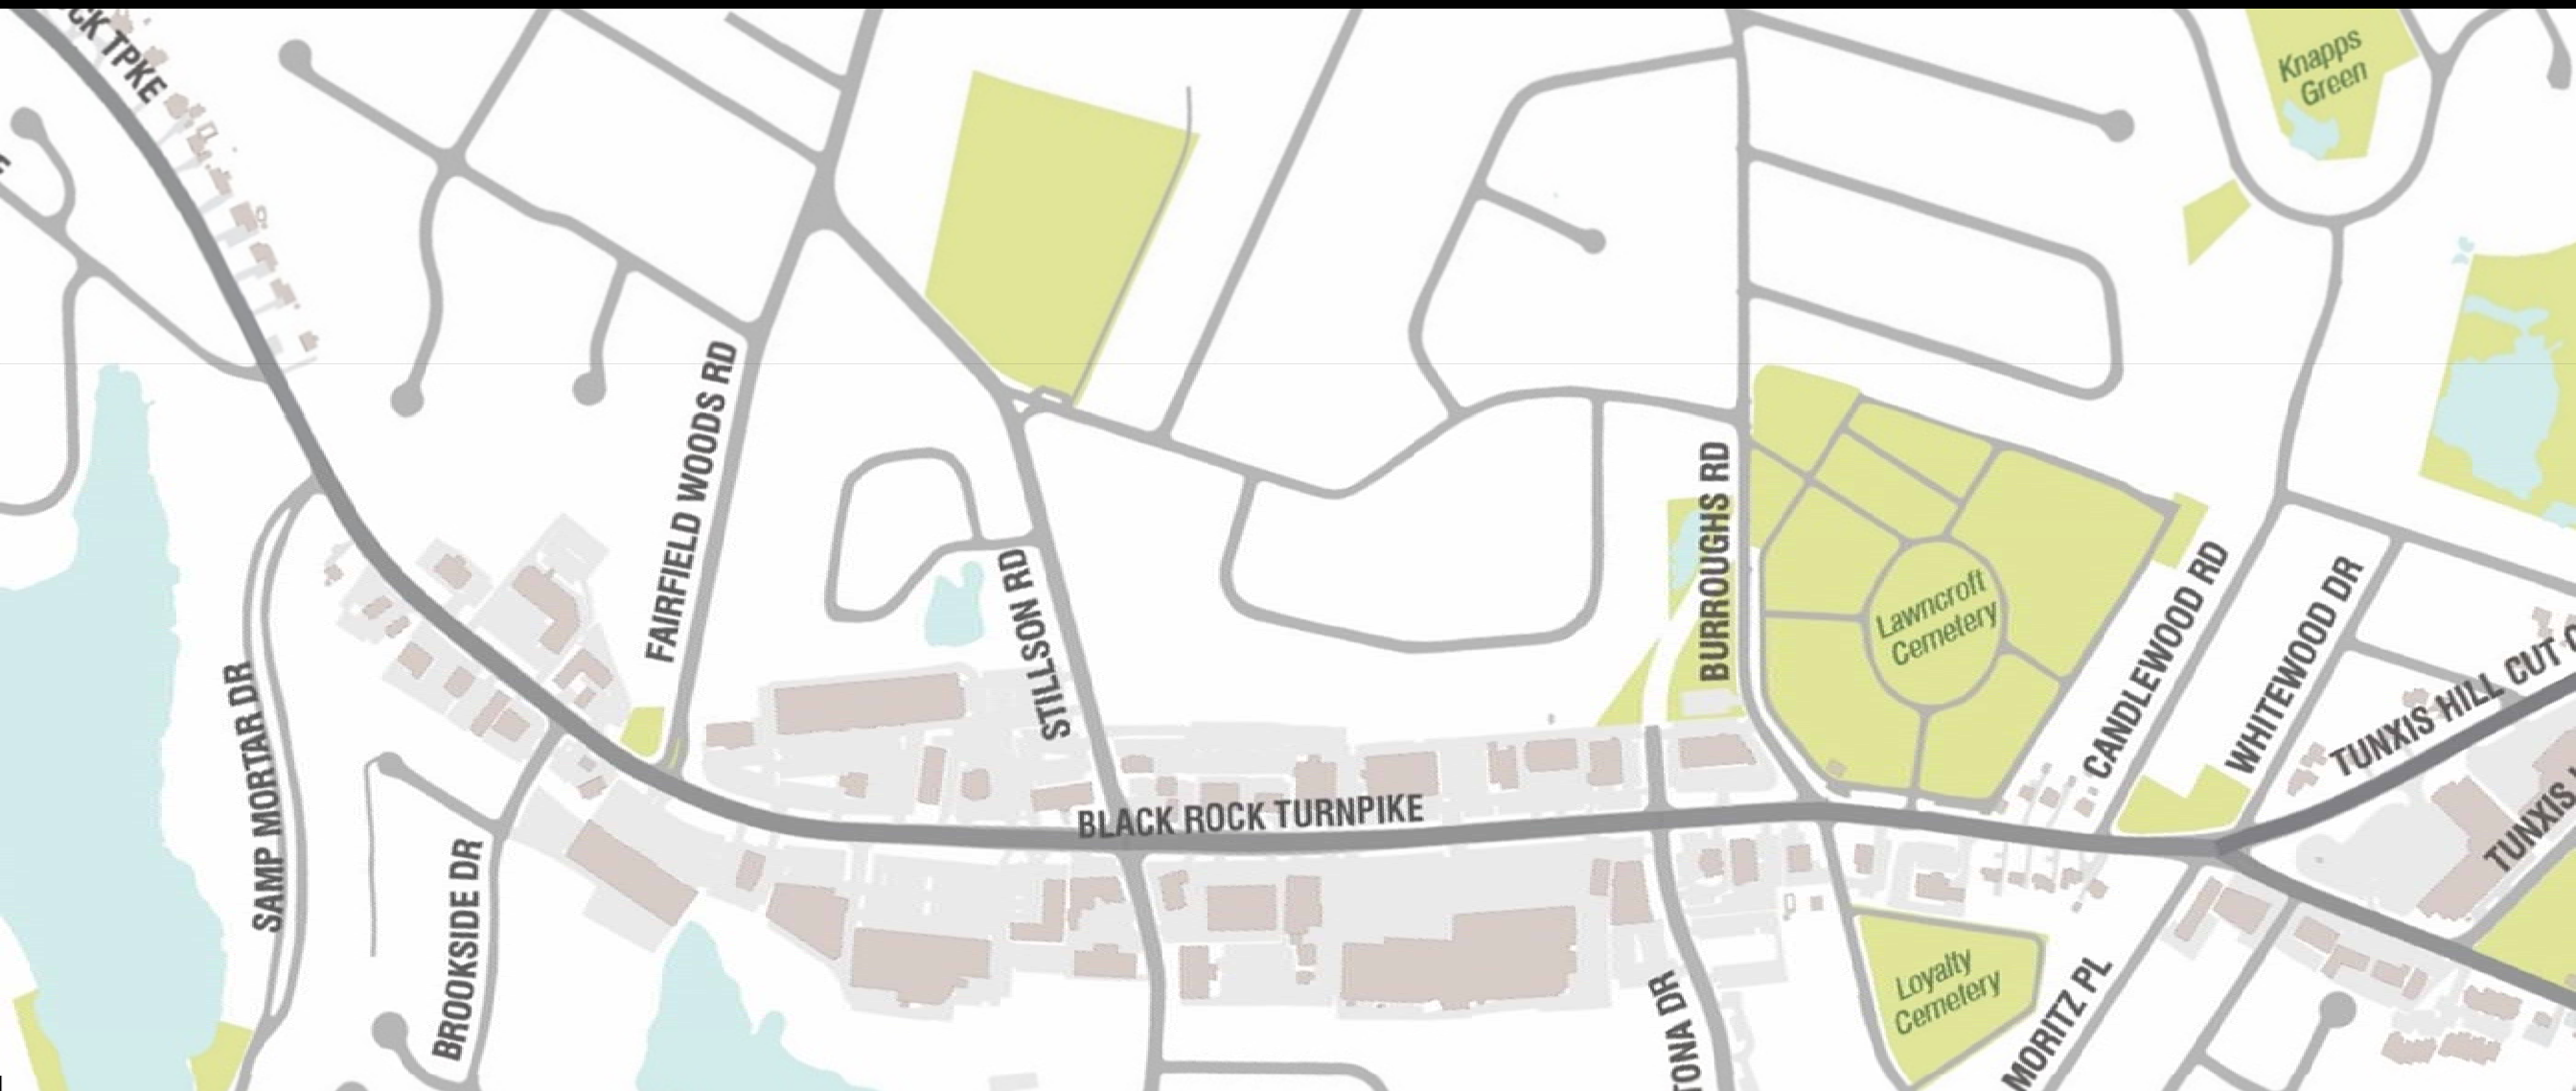 CK TPKE
Knapps
Green
FAIRFIELD WOODS RD
BURROUGHS RD
STILLSON RD
Lawncroft
Cemetery
CANDLEWOOD RD
WHITEWOOD DR
TUNXIS HILL CUT
TUNXIS
SAMP MORTAR DR
BLACK ROCK TURNPIKE
BROOKSIDE DR
Loyalty
Cemetery
TONA DR
MORITZ PL